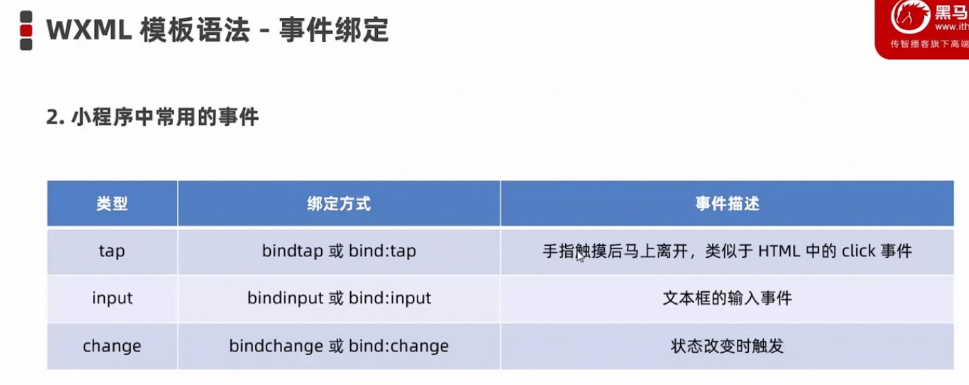 WXML 模板语法 - 事件绑定
黑马
www.ith
传智播客旗下高端
2. 小程序中常用的事件
类型 绑定方式 事件描述
tap bindtap 或 bind:tap 手指触摸后马上离开，类似于 HTML 中的 click 事件
input bindinput 或 bind:input 文本框的输入事件
change bindchange 或 bind:change 状态改变时触发